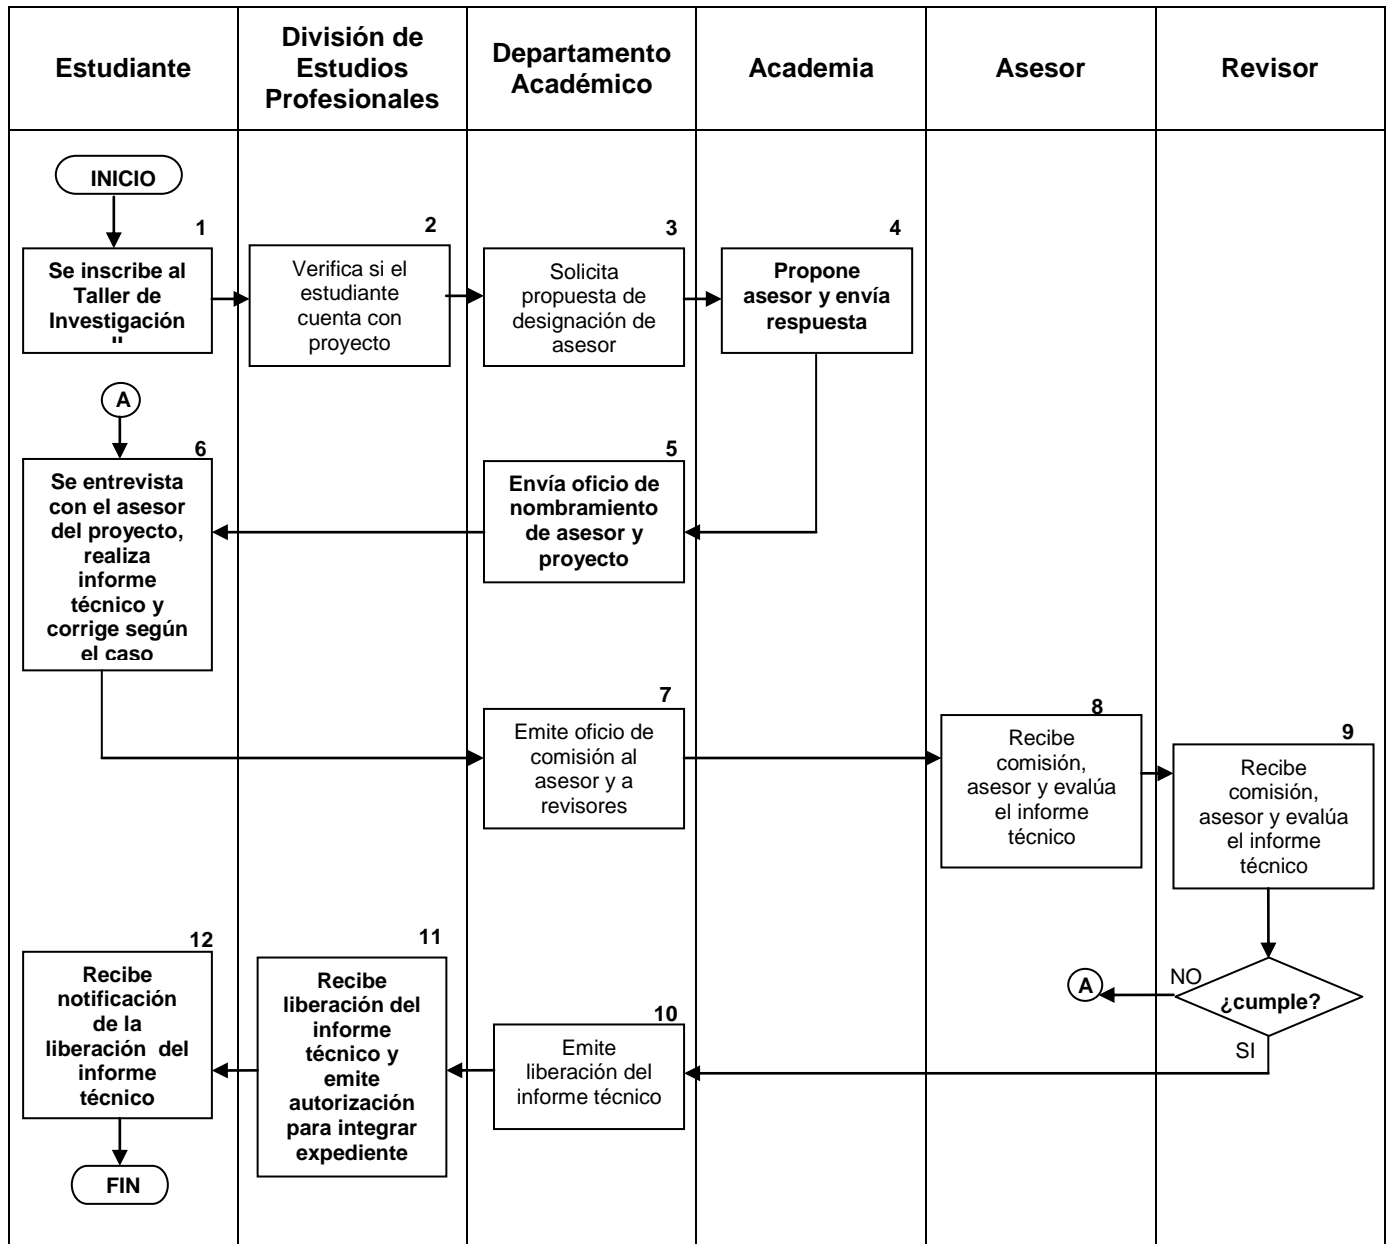 Estudiante
División de
Estudios
Profesionales
Departamento
Académico
Academia
Asesor
Revisor
INICIO
1
Se inscribe al
Taller de
Investigación
II
2
Verifica si el
estudiante
cuenta con
proyecto
3
Solicita
propuesta de
designación de
asesor
4
Propone
asesor y envía
respuesta
A
6
Se entrevista
con el asesor
del proyecto,
realiza
informe
técnico y
corrige según
el caso
5
Envía oficio de
nombramiento
de asesor y
proyecto
7
Emite oficio de
comisión al
asesor y a
revisores
8
Recibe
comisión,
asesor y evalúa
el informe
técnico
9
Recibe
comisión,
asesor y evalúa
el informe
técnico
¿cumple?
NO
A
SI
10
Emite
liberación del
informe técnico
11
Recibe
liberación del
informe
técnico y
emite
autorización
para integrar
expediente
12
Recibe
notificación
de la
liberación del
informe
técnico
FIN